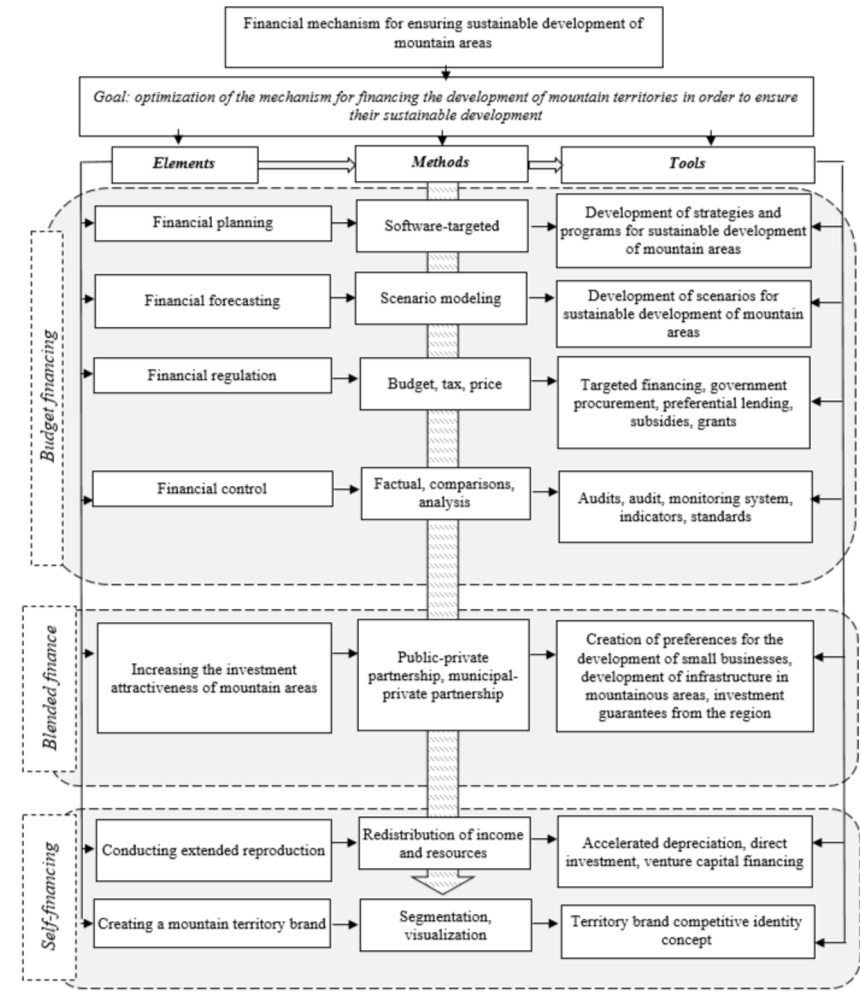 Financial mechanism for ensuring sustainable development of
mountain areas
Goal: optimization of the mechanism for financing the development of mountain territories in order to ensure
their sustainable development
Elements
Methods
Tools
Budget financing
Financial planning
Software-targeted
Development of strategies and
programs for sustainable development
of mountain areas
Financial forecasting
Scenario modeling
Development of scenarios for
sustainable development of mountain
areas
Financial regulation
Budget, tax, price
Targeted financing, government
procurement, preferential lending,
subsidies, grants
Financial control
Factual, comparisons,
analysis
Audits, audit, monitoring system,
indicators, standards
Blended finance
Increasing the investment
attractiveness of mountain areas
Public-private
partnership, municipal-
private partnership
Creation of preferences for the
development of small businesses,
development of infrastructure in
mountainous areas, investment
guarantees from the region
Self-financing
Conducting extended reproduction
Redistribution of income
and resources
Accelerated depreciation, direct
investment, venture capital financing
Creating a mountain territory brand
Segmentation,
visualization
Territory brand competitive identity
concept